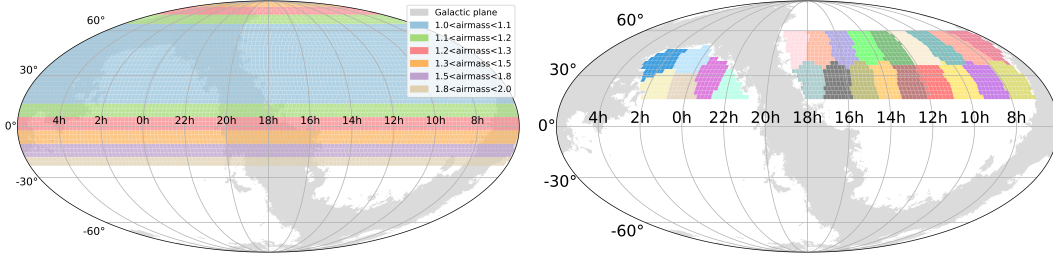 Galactic plane
1.0<airmass<1.1
1.1<airmass<1.2
1.2<airmass<1.3
1.3<airmass<1.5
1.5<airmass<1.8
1.8<airmass<2.0
60°
30°
0°
-30°
-60°
4h 2h 0h 22h 20h 18h 16h 14h 12h 10h 8h
60°
30°
0°
-30°
-60°
4h 2h 0h 22h 20h 18h 16h 14h 12h 10h 8h